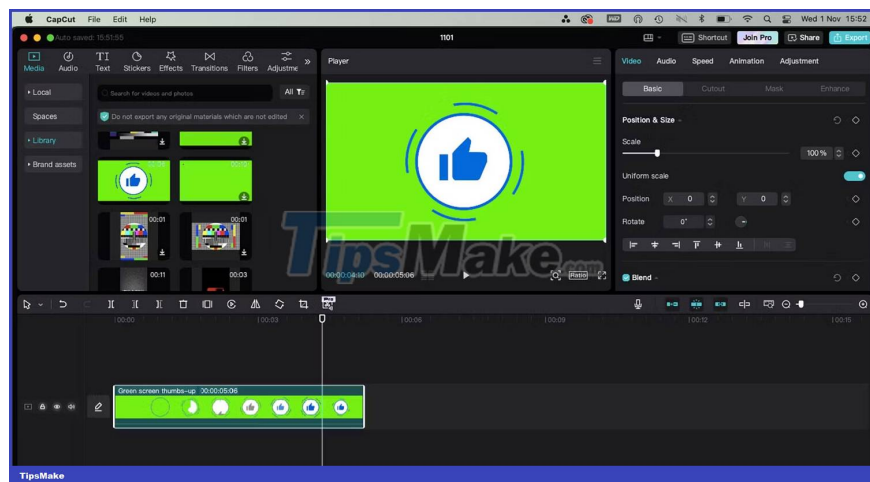 CapCut File Edit Help
Wed 1 Nov 15:52
Auto saved: 15:51:55
1101
Shortcut Join Pro Share Export
Media Audio Text Stickers Effects Transitions Filters Adjustme
Player
Video Audio Speed Animation Adjustment
Local
Search for videos and photos
All
Basic Cutout Mask Enhance
Spaces
Do not export any original materials which are not edited
Position & Size
Library
Scale
100%
Brand assets
Uniform scale
Position X 0 Y 0
Rotate 0°
00:01
00:01
00:11
00:03
TipsMake.com
00:00:04:10 00:00:05:06
Ratio
Blend
00:00 00:03 00:06 00:09 00:12 00:15
Green screen thumbs-up 00:00:05:06
TipsMake